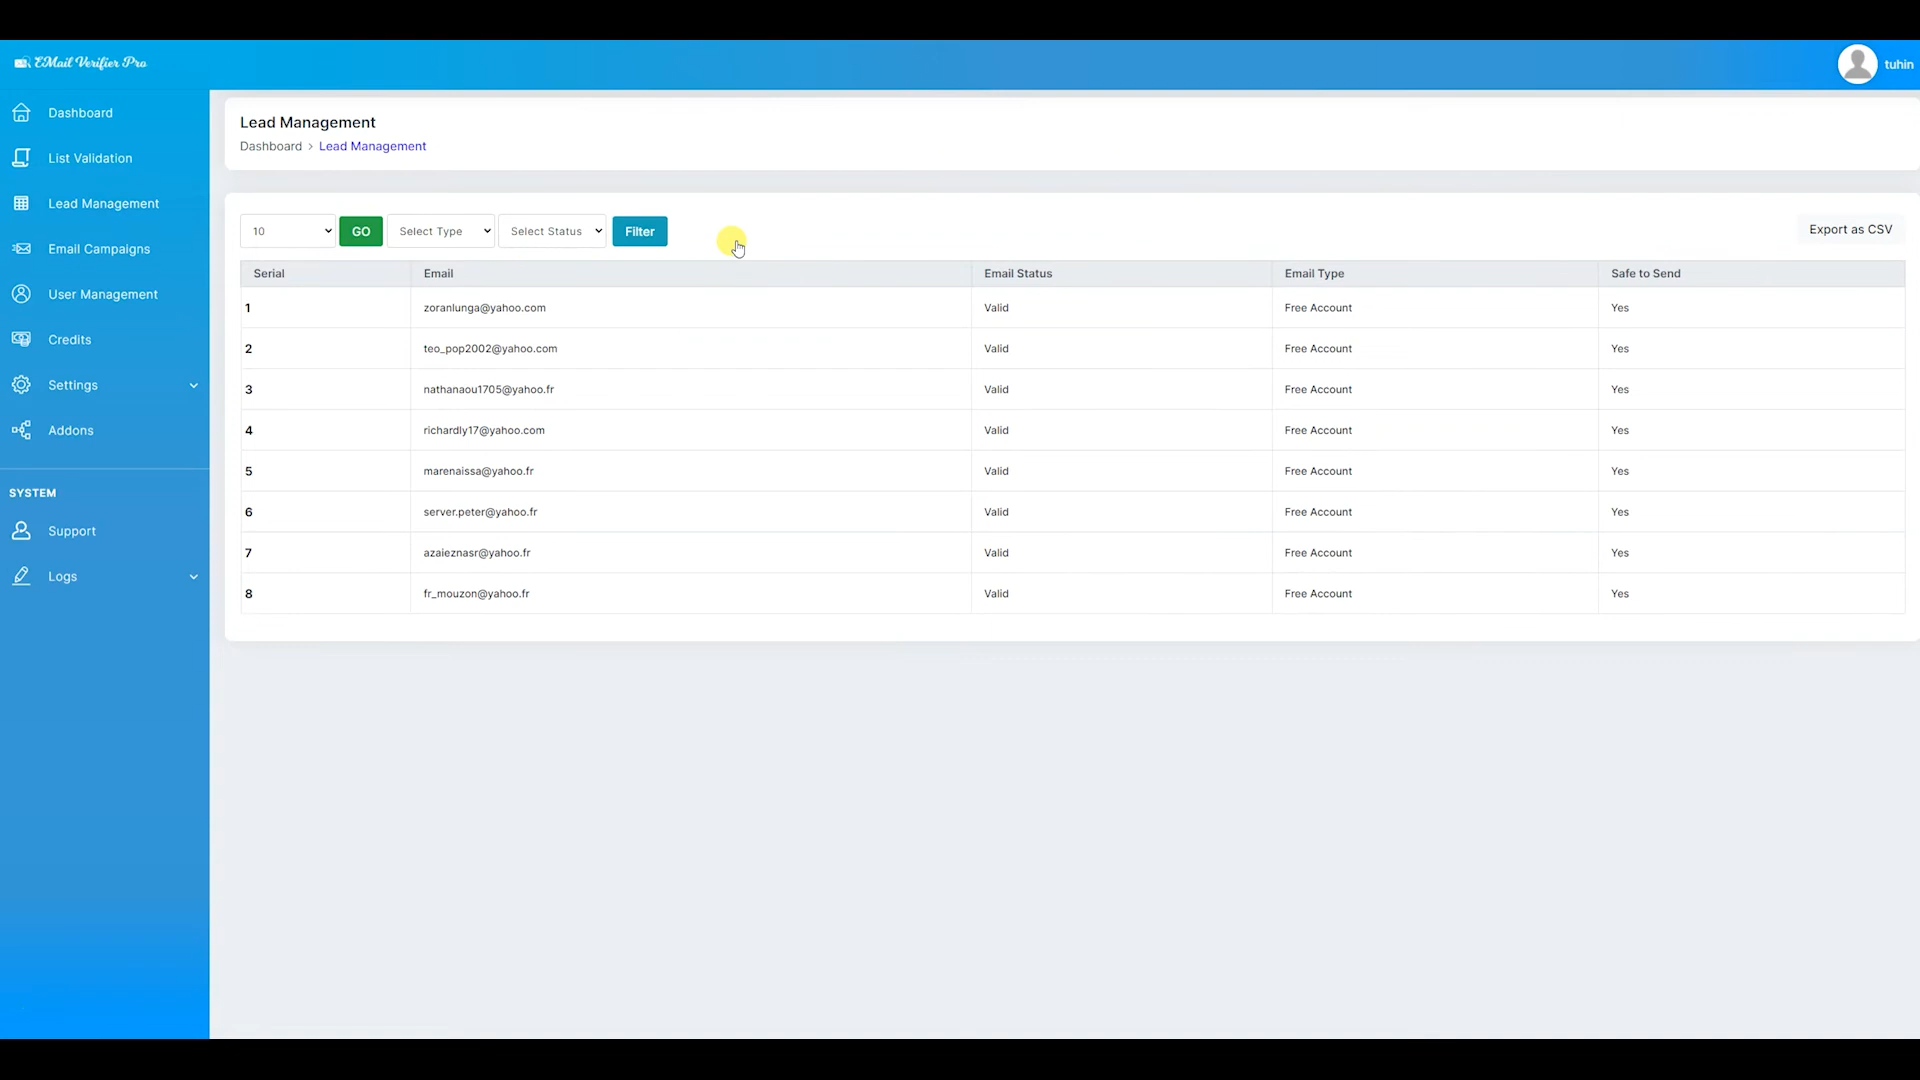 EMail Verifier Pro
tuhin
Dashboard
List Validation
Lead Management
Email Campaigns
User Management
Credits
Settings
Addons
SYSTEM
Support
Logs
Lead Management
Dashboard > Lead Management
10 GO Select Type Select Status Filter Export as CSV
Serial Email Email Status Email Type Safe to Send
1 zoranlunga@yahoo.com Valid Free Account Yes
2 teo_pop2002@yahoo.com Valid Free Account Yes
3 nathanaou1705@yahoo.fr Valid Free Account Yes
4 richardly17@yahoo.com Valid Free Account Yes
5 marenaissa@yahoo.fr Valid Free Account Yes
6 server.peter@yahoo.fr Valid Free Account Yes
7 azaieznasr@yahoo.fr Valid Free Account Yes
8 fr_mouzon@yahoo.fr Valid Free Account Yes